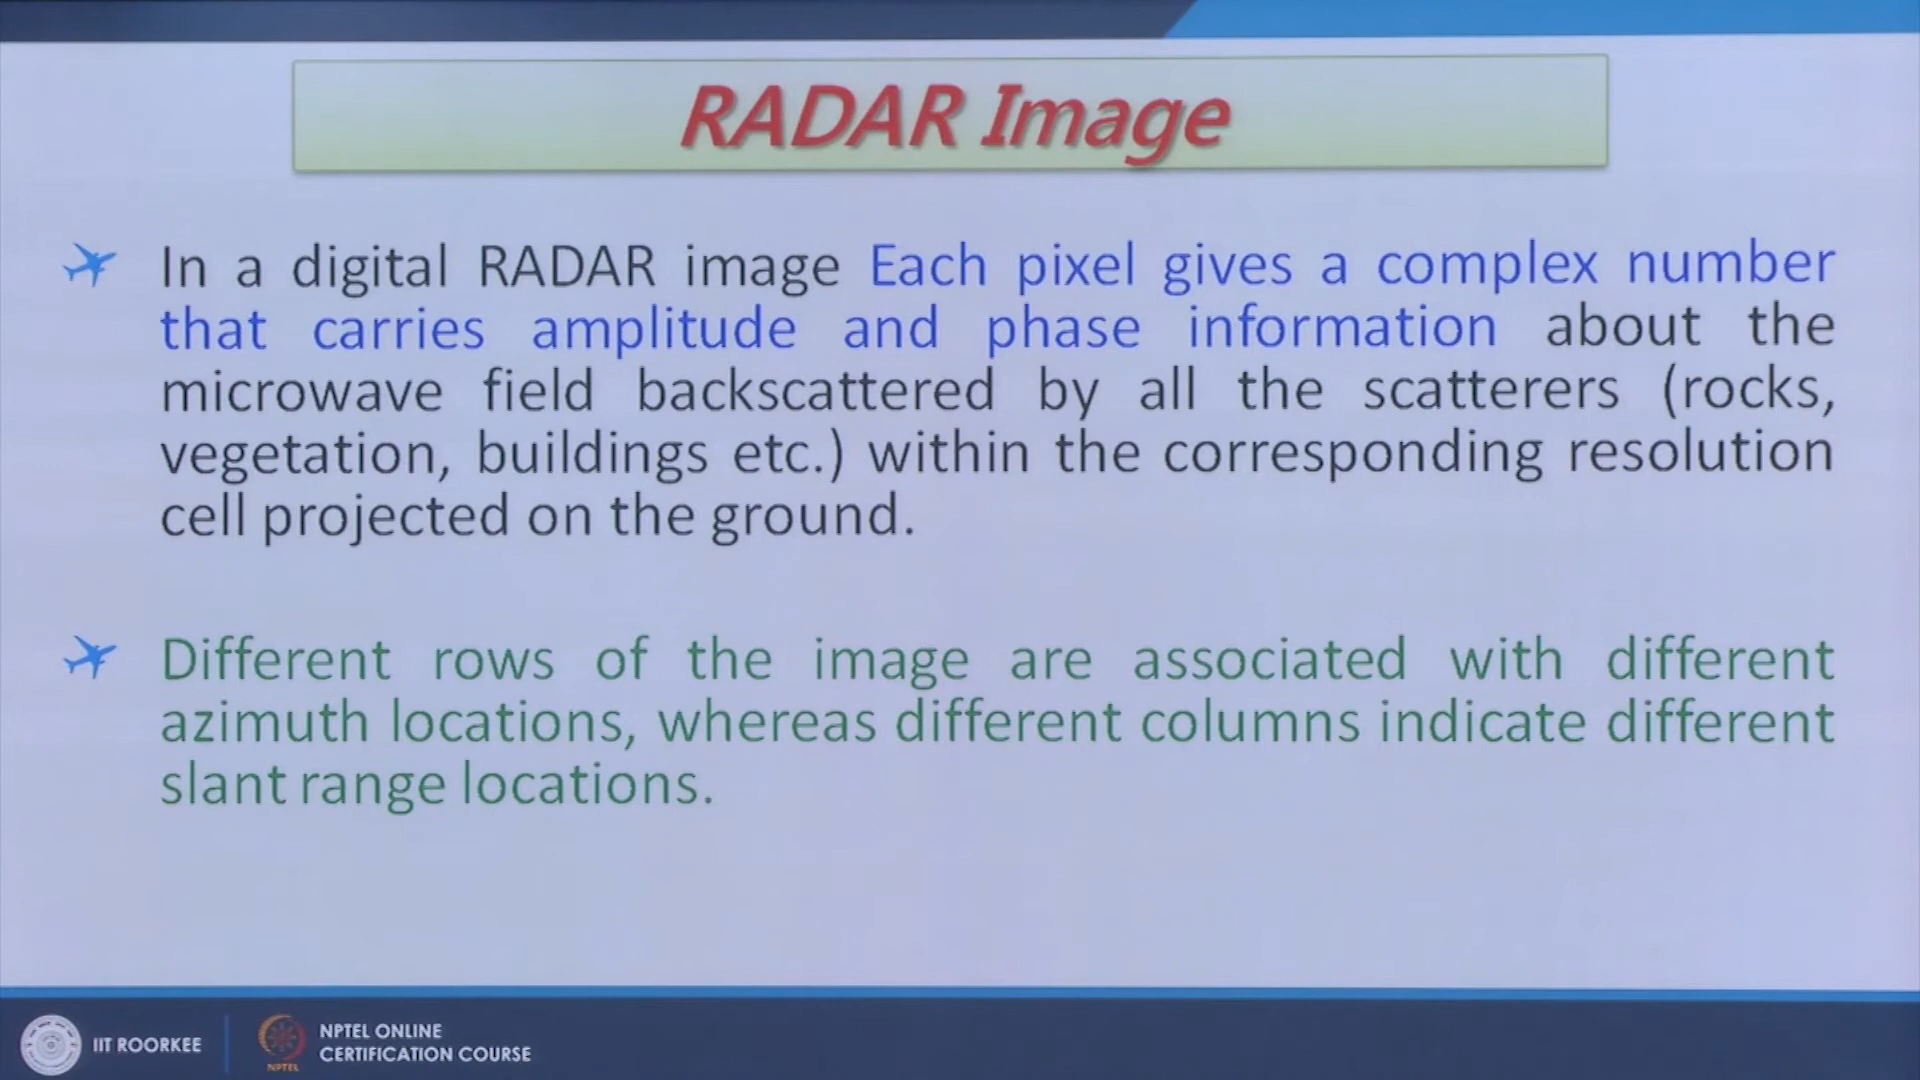 RADAR Image
In a digital RADAR image Each pixel gives a complex number
that carries amplitude and phase information about the
microwave field backscattered by all the scatterers (rocks,
vegetation, buildings etc.) within the corresponding resolution
cell projected on the ground.
Different rows of the image are associated with different
azimuth locations, whereas different columns indicate different
slant range locations.
IIT ROORKEE
NPTEL ONLINE
CERTIFICATION COURSE
NPTEL